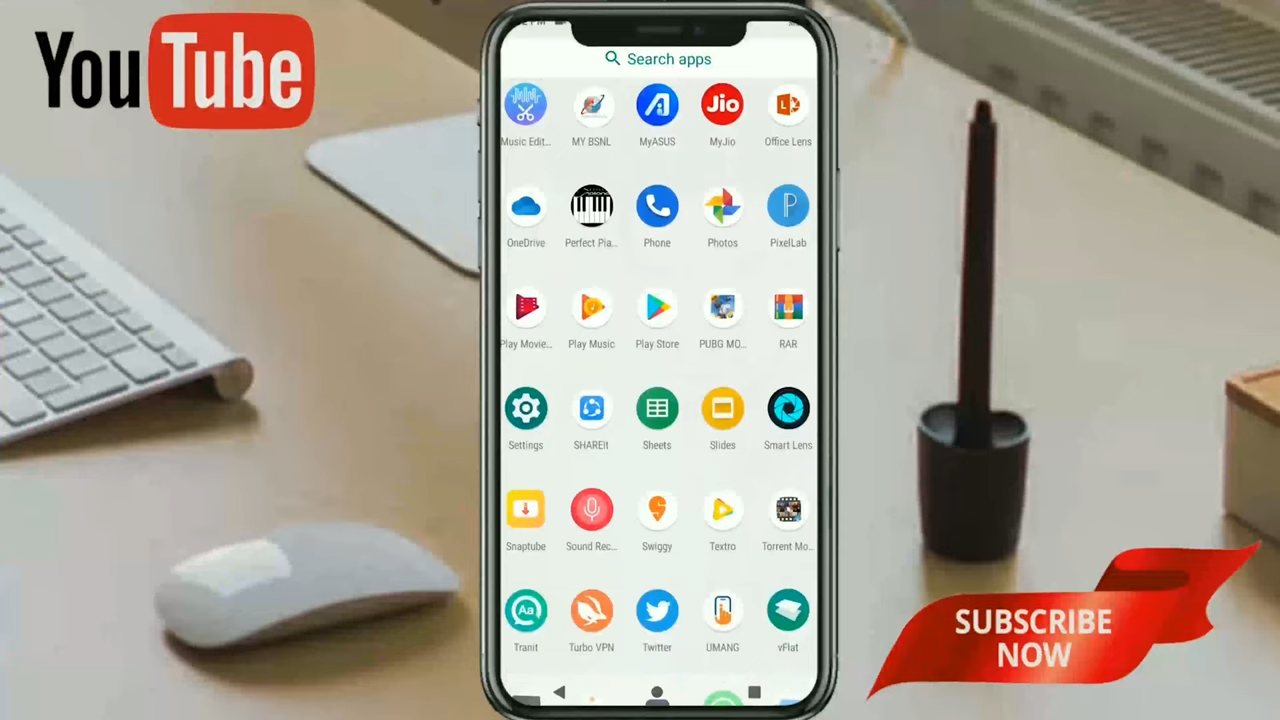 YouTube
Search apps
Music Edit...
MY BSNL
MyASUS
Jio
MyJio
L
Office Lens
OneDrive
Perfect Pia...
Phone
Photos
P
PixelLab
Play Movie...
Play Music
Play Store
PUBG MO...
RAR
Settings
SHAREit
Sheets
Slides
Smart Lens
Snaptube
Sound Rec...
Swiggy
Textro
Torrent Mo...
Aa
Tranit
Turbo VPN
Twitter
UMANG
vFlat
SUBSCRIBE
NOW